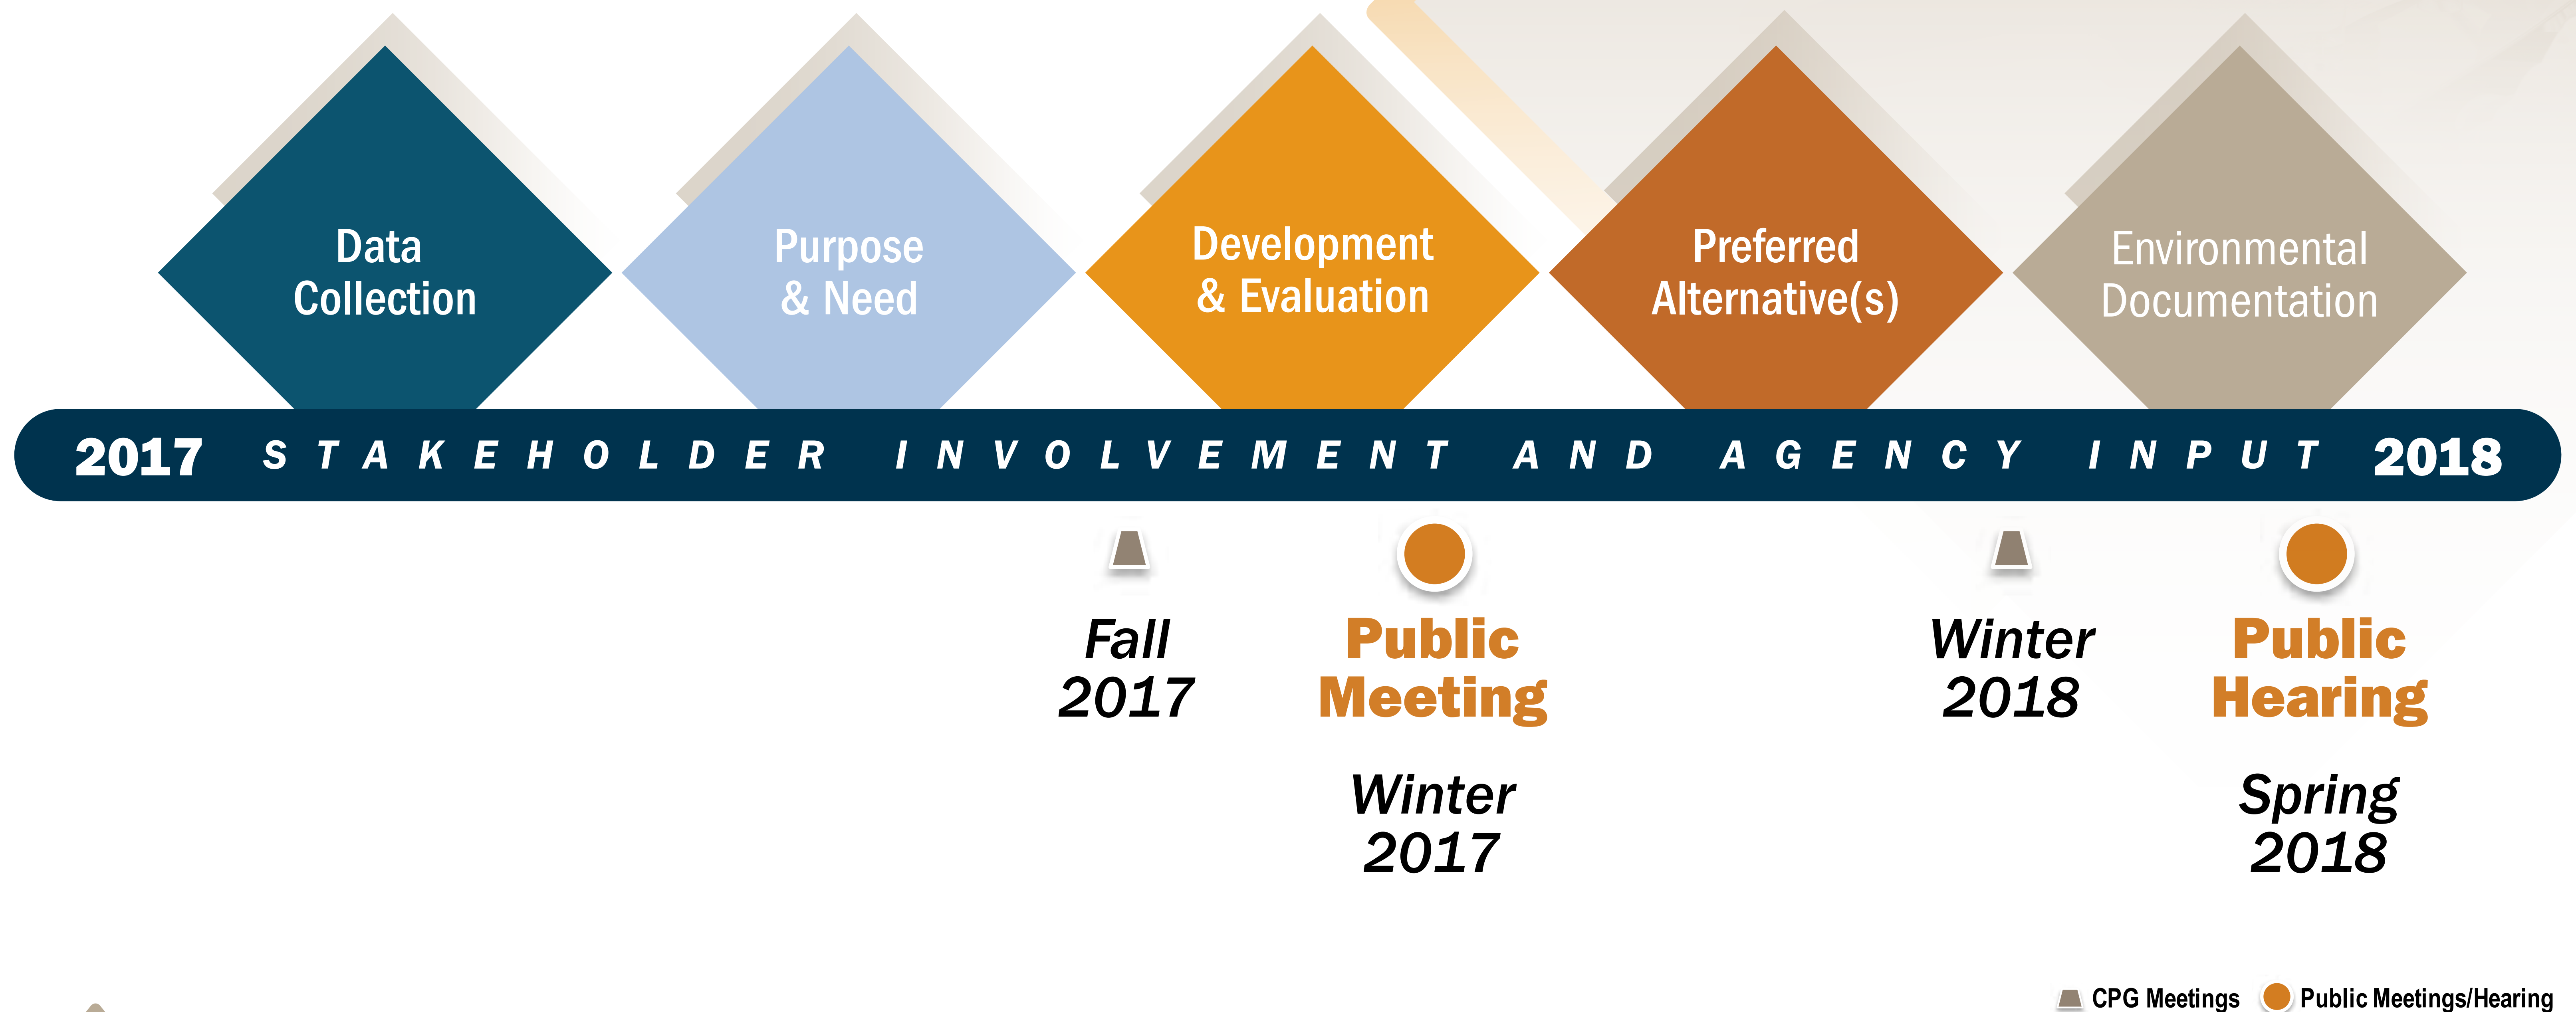 Data
Collection
Purpose
& Need
Development
& Evaluation
Preferred
Alternative(s)
Environmental
Documentation
2017 STAKEHOLDER INVOLVEMENT AND AGENCY INPUT 2018
Fall
2017
Public
Meeting
Winter
2017
Winter
2018
Public
Hearing
Spring
2018
CPG Meetings Public Meetings/Hearing